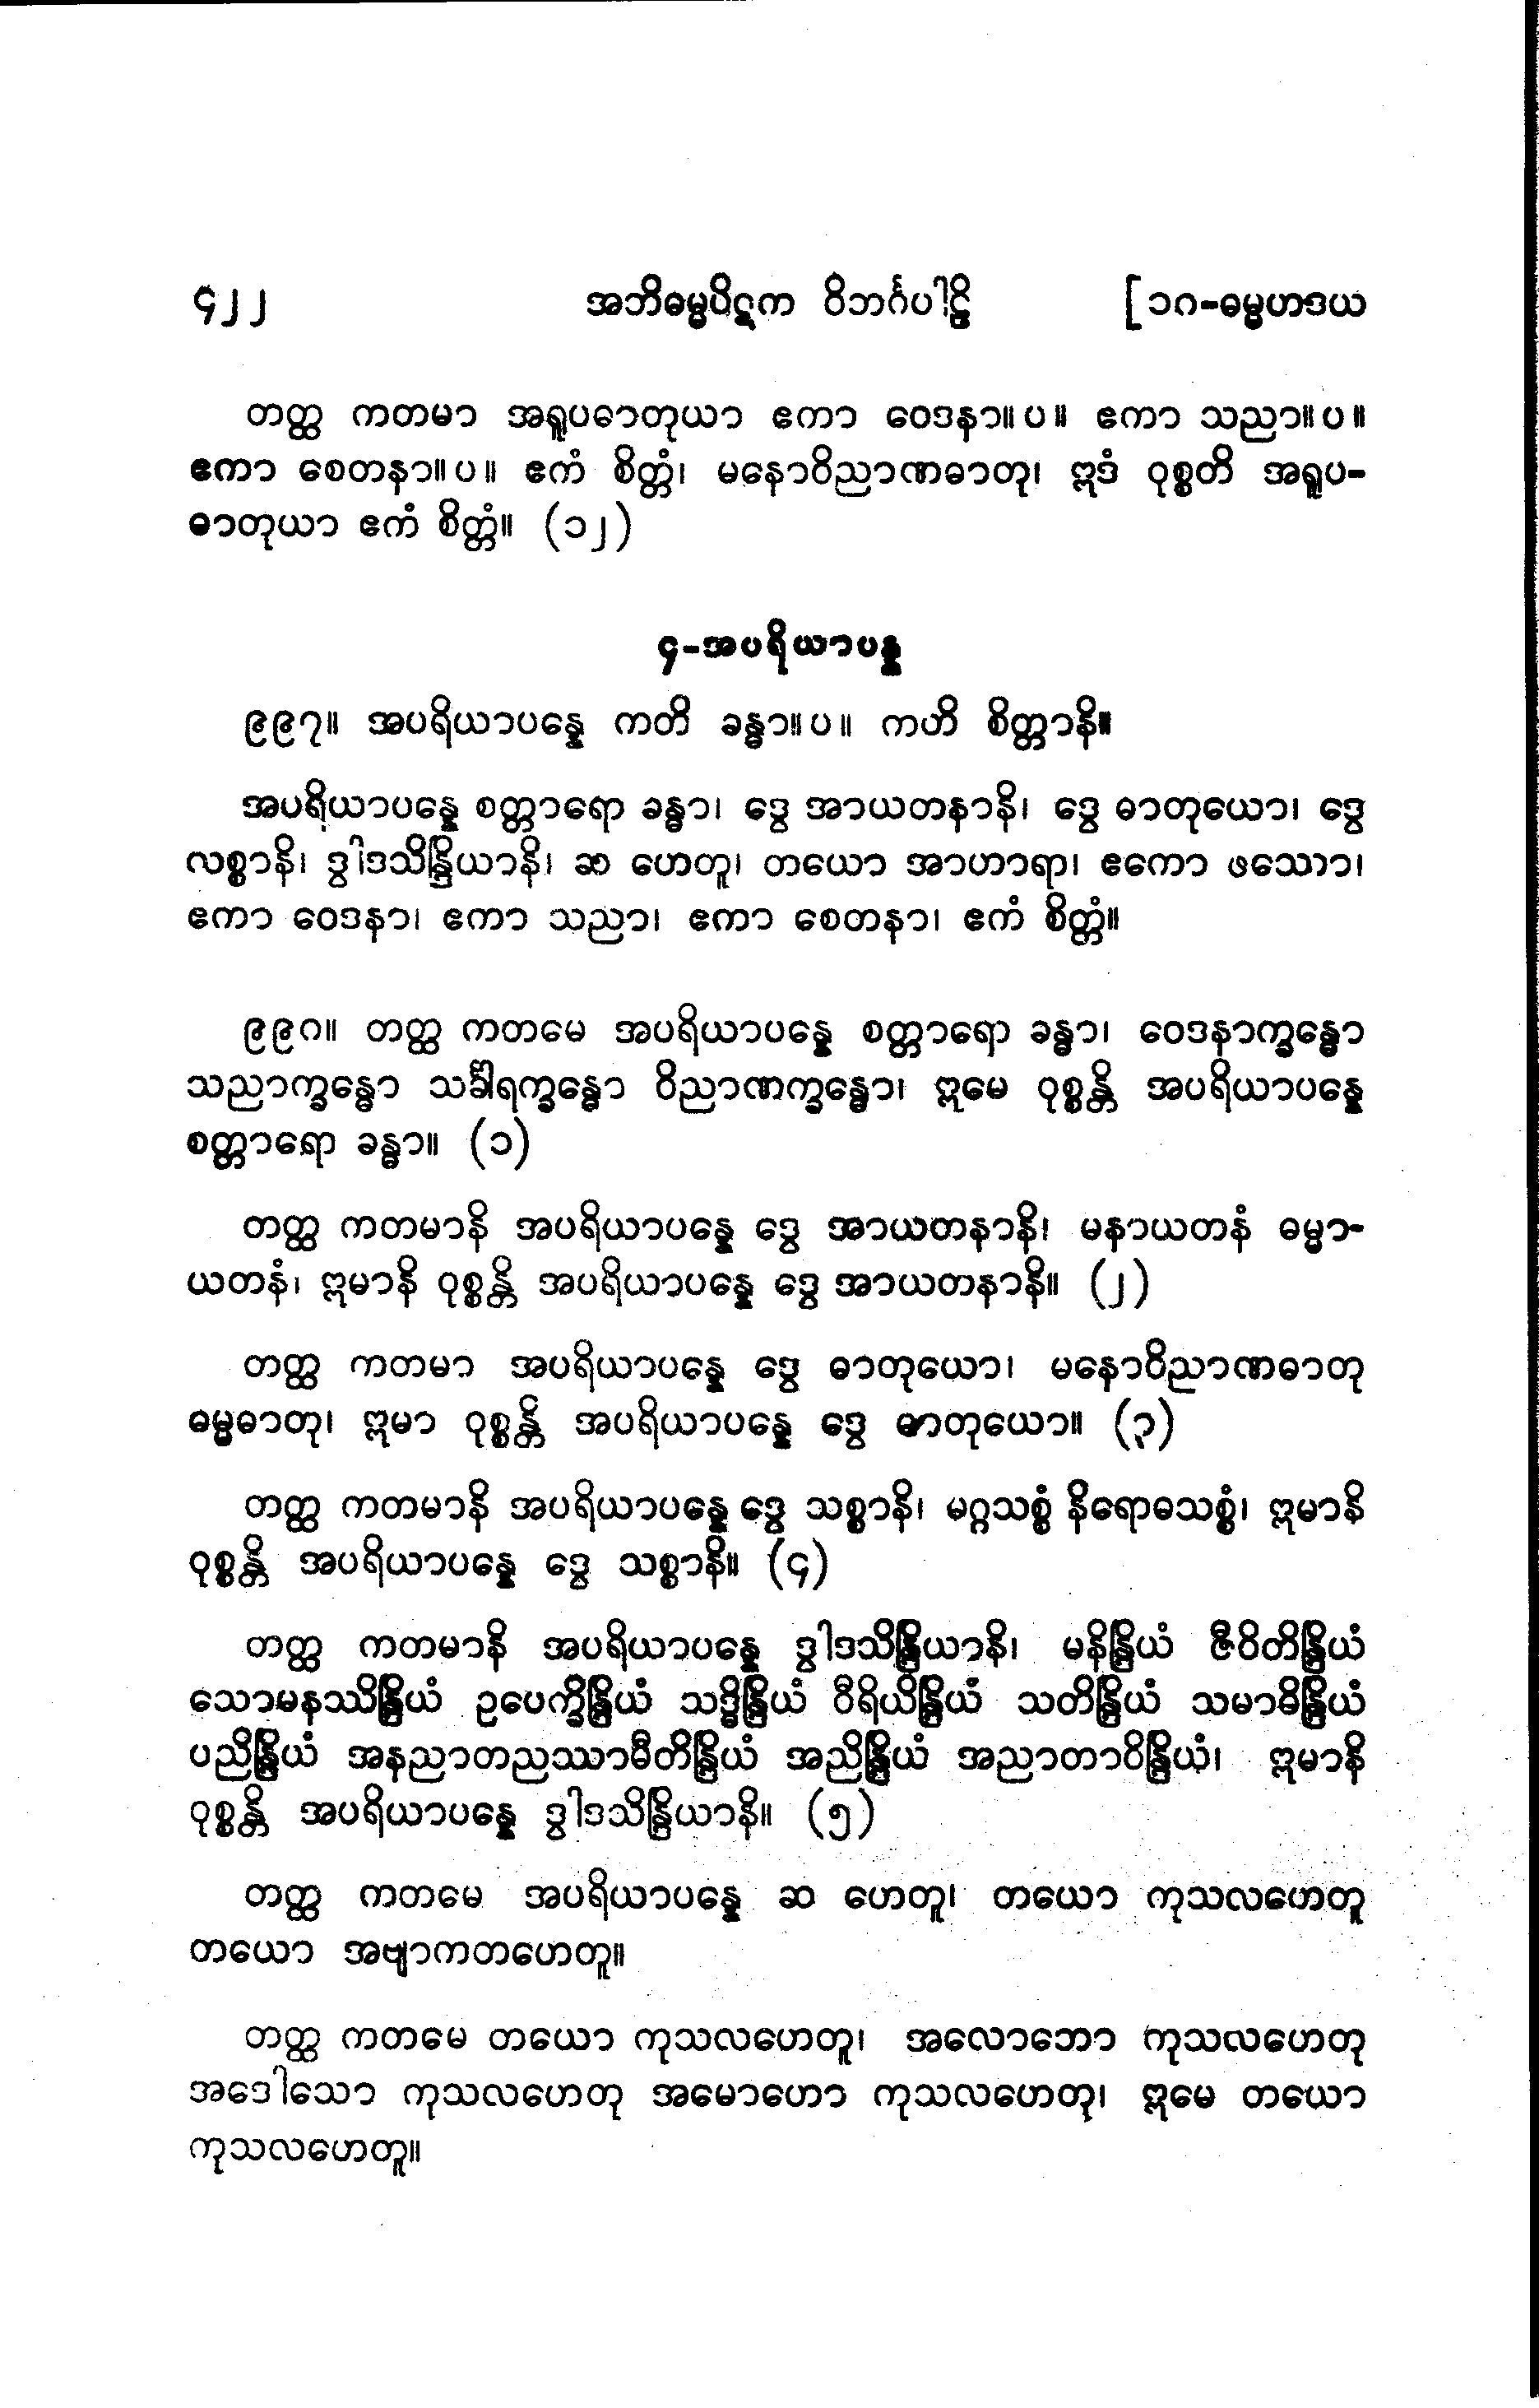 ၄၂၂ အဘိဓမ္မပိဋက ဝိဘင်္ဂပါဠိ [၁၈-ဓမ္မဟဒယ
တတ္ထ ကတမာ အရူပဓာတုယာ ဧကာ ဝေဒနာ။ပ။ ဧကာ သညာ။ပ။
ဧကာ စေတနာ။ပ။ ဧကံ စိတ္တံ၊ မနောဝိညာဏဓာတု၊ ဣဒံ ဝုစ္စတိ အရူပ-
ဓာတုယာ ဧကံ စိတ္တံ။ (၁၂)
၄-အပရိယာပန္န
၉၉၇။ အပရိယာပန္နေ ကတိ ခန္ဓာ။ပ။ ကတိ စိတ္တာနိ။
အပရိယာပန္နေ စတ္တာရော ခန္ဓာ၊ ဒွေ အာယတနာနိ၊ ဒွေ ဓာတုယော၊ ဒွေ
လစ္စာနိ၊ ဒွါဒသိန္ဒြိယာနိ၊ ဆ ဟေတူ၊ တယော အာဟာရာ၊ ဧကော ဖဿော၊
ဧကာ ဝေဒနာ၊ ဧကာ သညာ၊ ဧကာ စေတနာ၊ ဧကံ စိတ္တံ။
၉၉၈။ တတ္ထ ကတမေ အပရိယာပန္နေ စတ္တာရော ခန္ဓာ၊ ဝေဒနာက္ခန္ဓော
သညာက္ခန္ဓော သင်္ခါရက္ခန္ဓော ဝိညာဏက္ခန္ဓော၊ ဣမေ ဝုစ္စန္တိ အပရိယာပန္နေ
စတ္တာရော ခန္ဓာ။ (၁)
တတ္ထ ကတမာနိ အပရိယာပန္နေ ဒွေ အာယတနာနိ၊ မနာယတနံ ဓမ္မာ-
ယတနံ၊ ဣမာနိ ဝုစ္စန္တိ အပရိယာပန္နေ ဒွေ အာယတနာနိ။ (၂)
တတ္ထ ကတမာ အပရိယာပန္နေ ဒွေ ဓာတုယော၊ မနောဝိညာဏဓာတု
ဓမ္မဓာတု၊ ဣမာ ဝုစ္စန္တိ အပရိယာပန္နေ ဒွေ ဓာတုယော။ (၃)
တတ္ထ ကတမာနိ အပရိယာပန္နေ ဒွေ သစ္စာနိ၊ မဂ္ဂသစ္စံ နိရောဓသစ္စံ၊ ဣမာနိ
ဝုစ္စန္တိ အပရိယာပန္နေ ဒွေ သစ္စာနိ။ (၄)
တတ္ထ ကတမာနိ အပရိယာပန္နေ ဒွါဒသိန္ဒြိယာနိ၊ မနိန္ဒြိယံ ဇီဝိတိန္ဒြိယံ
သောမနဿိန္ဒြိယံ ဥပေက္ခိန္ဒြိယံ သဒ္ဓိန္ဒြိယံ ဝီရိယိန္ဒြိယံ သတိန္ဒြိယံ သမာဓိန္ဒြိယံ
ပညိန္ဒြိယံ အနညာတညဿာမီတိန္ဒြိယံ အညိန္ဒြိယံ အညာတာဝိန္ဒြိယံ၊ ဣမာနိ
ဝုစ္စန္တိ အပရိယာပန္နေ ဒွါဒသိန္ဒြိယာနိ။ (၅)
တတ္ထ ကတမေ အပရိယာပန္နေ ဆ ဟေတူ၊ တယော ကုသလဟေတူ
တယော အဗျာကတဟေတူ။
တတ္ထ ကတမေ တယော ကုသလဟေတူ၊ အလောဘော ကုသလဟေတု
အဒေါသော ကုသလဟေတု အမောဟော ကုသလဟေတု၊ ဣမေ တယော
ကုသလဟေတူ။